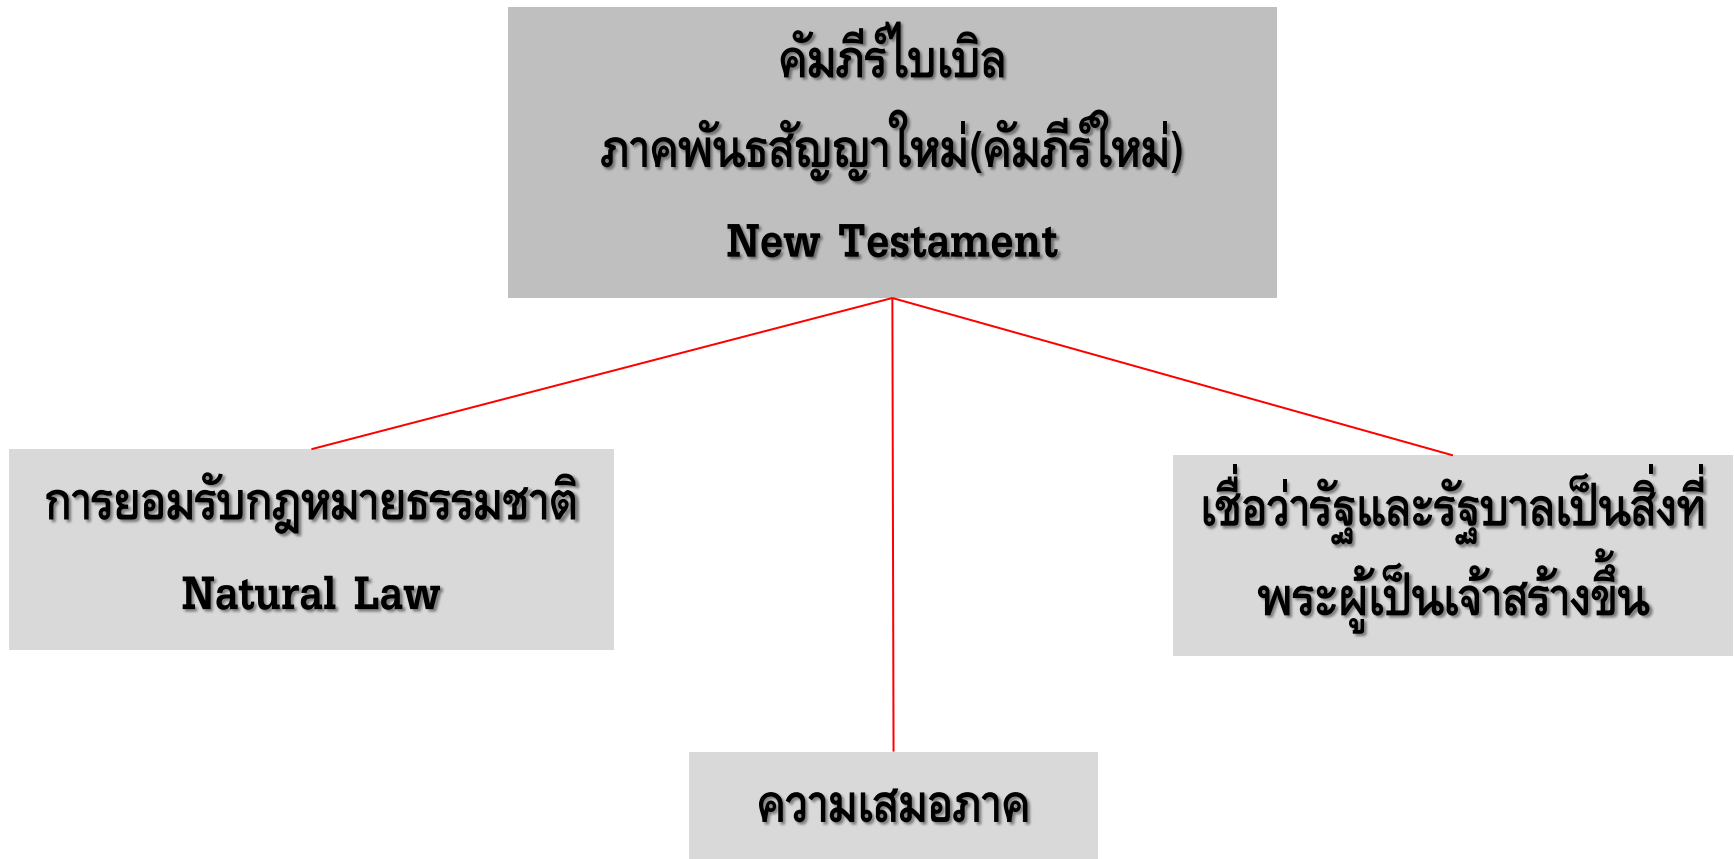 คัมภีร์ไบเบิล
ภาคพันธสัญญาใหม่(คัมภีร์ใหม่)
New Testament
การยอมรับกฎหมายธรรมชาติ
Natural Law
เชื่อว่ารัฐและรัฐบาลเป็นสิ่งที่
พระผู้เป็นเจ้าสร้างขึ้น
ความเสมอภาค